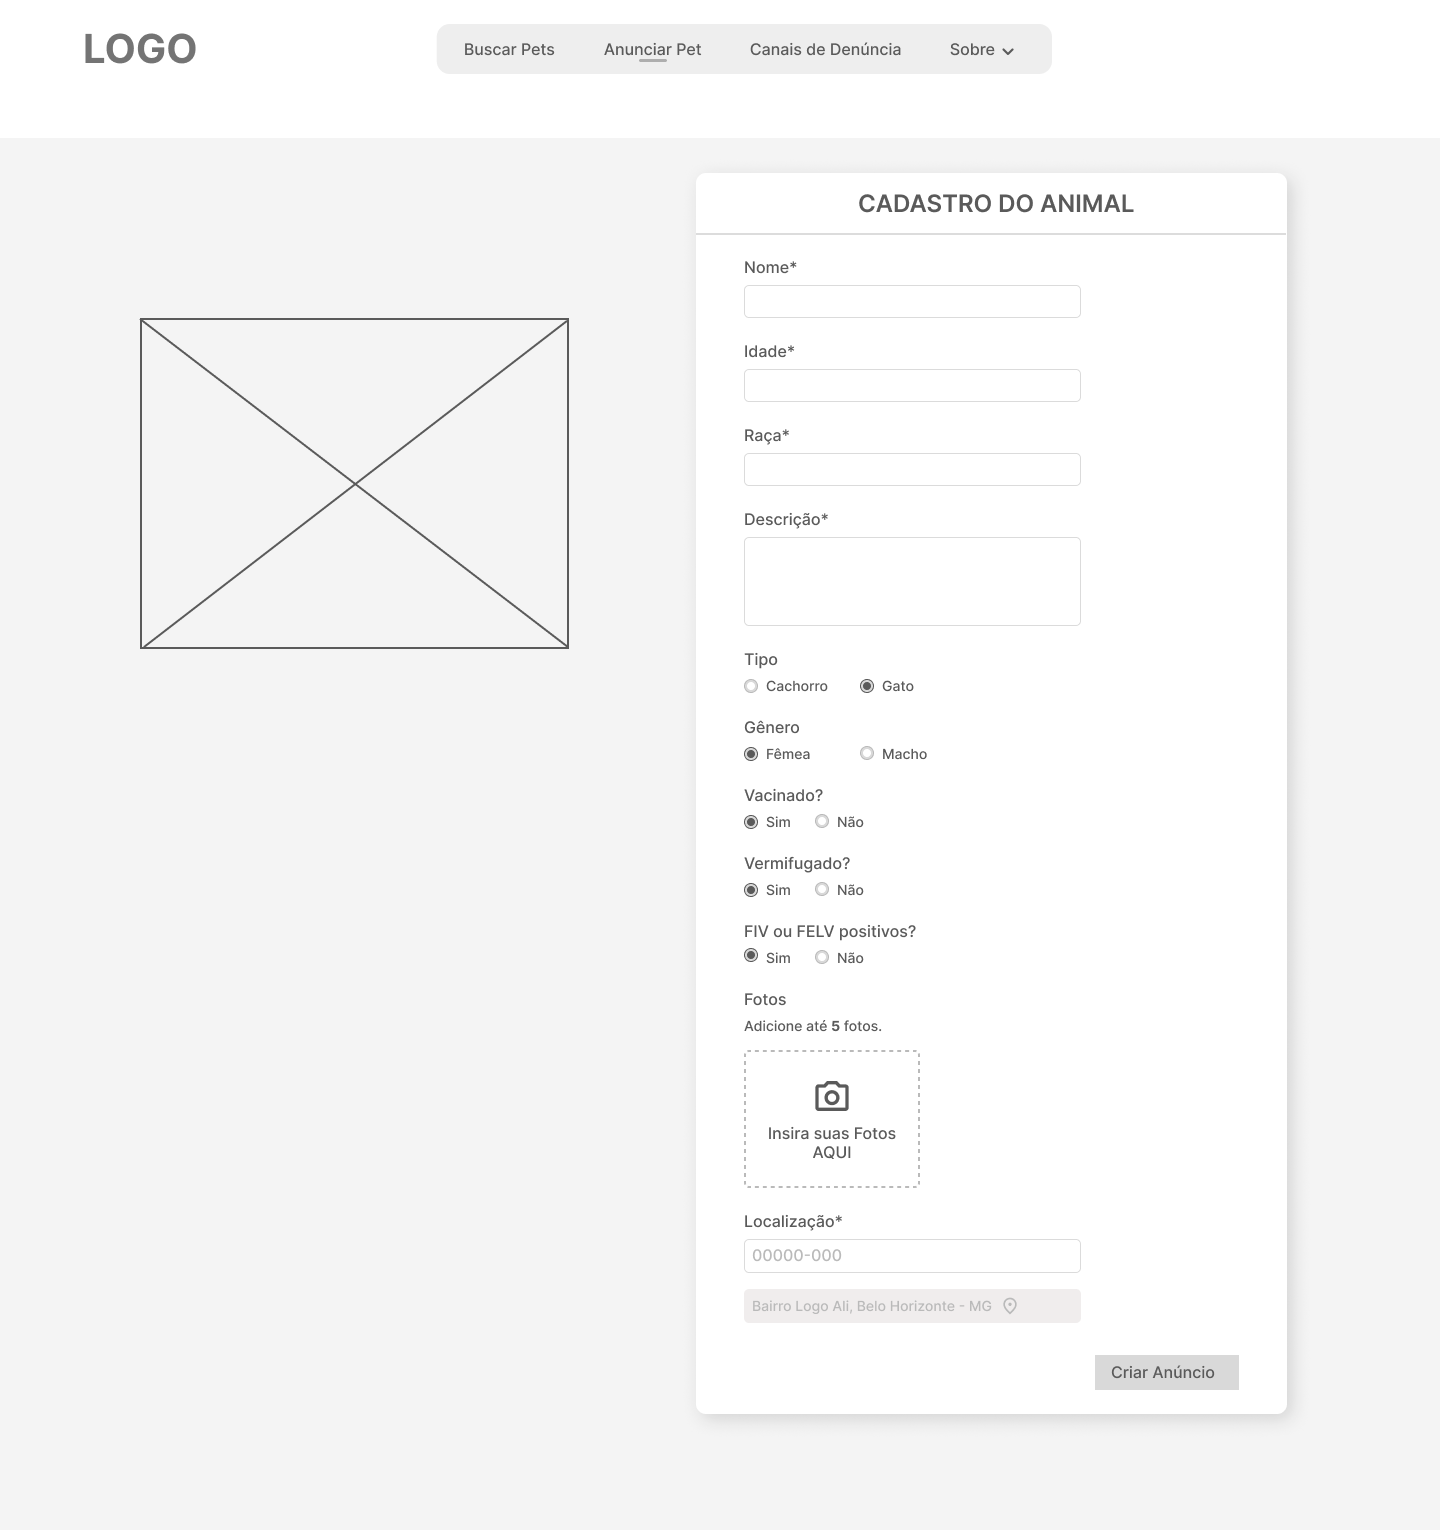 LOGO
Buscar Pets
Anunciar Pet
Canais de Denúncia
Sobre
CADASTRO DO ANIMAL
Nome*
Idade*
Raça*
Descrição*
Tipo
Cachorro
Gato
Gênero
Fêmea
Macho
Vacinado?
Sim
Não
Vermifugado?
Sim
Não
FIV ou FELV positivos?
Sim
Não
Fotos
Adicione até 5 fotos.
Insira suas Fotos
AQUI
Localização*
00000-000
Bairro Logo Ali, Belo Horizonte - MG
Criar Anúncio